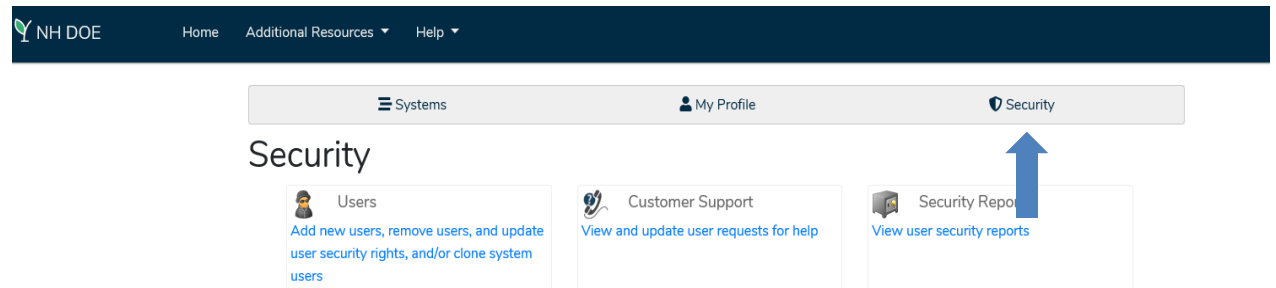 NH DOE Home Additional Resources Help
Systems My Profile Security
Security
Users
Add new users, remove users, and update
user security rights, and/or clone system
users
Customer Support
View and update user requests for help
Security Repor
View user security reports